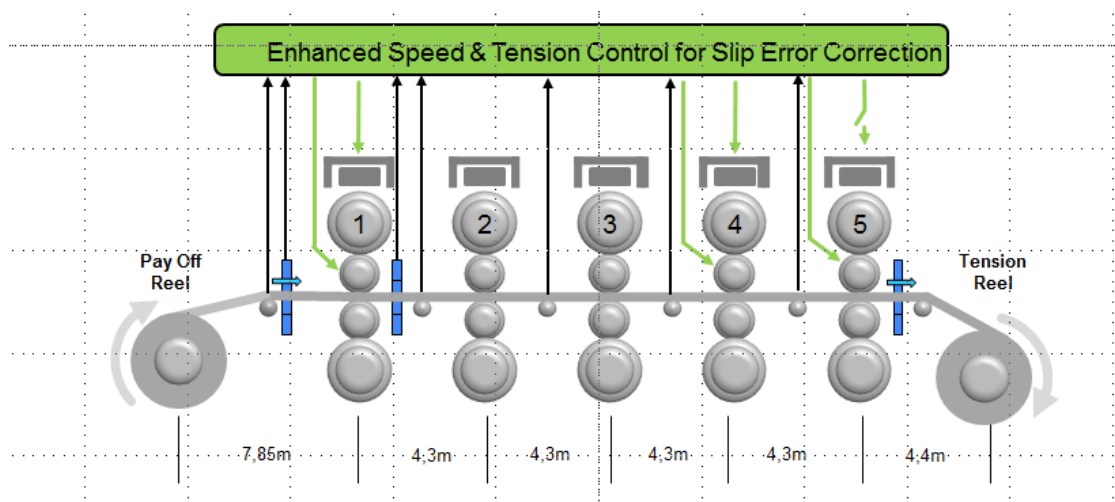 Enhanced Speed & Tension Control for Slip Error Correction
1 2 3 4 5
Pay Off
Reel
Tension
Reel
7,85m 4,3m 4,3m 4,3m 4,3m 4,4m